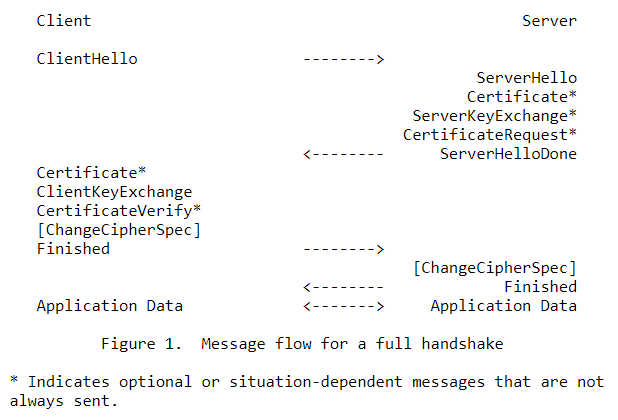 Client Server
ClientHello -------->
ServerHello
Certificate*
ServerKeyExchange*
CertificateRequest*
<-------- ServerHelloDone
Certificate*
ClientKeyExchange
CertificateVerify*
[ChangeCipherSpec]
Finished -------->
[ChangeCipherSpec]
<-------- Finished
Application Data <-------> Application Data
Figure 1. Message flow for a full handshake
* Indicates optional or situation-dependent messages that are not
always sent.